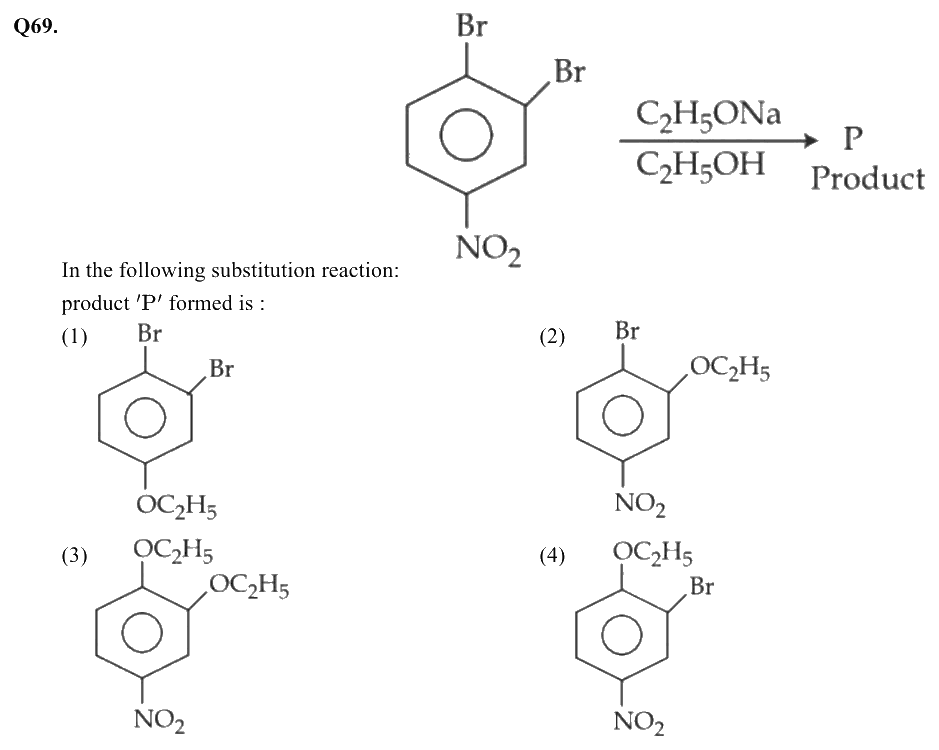 Q69.
Br
Br
C₂H₅ONa
C₂H₅OH
P
Product
NO₂
In the following substitution reaction:
product ′P′ formed is :
(1)
Br
Br
OC₂H₅
(2)
Br
OC₂H₅
NO₂
(3)
OC₂H₅
OC₂H₅
NO₂
(4)
OC₂H₅
Br
NO₂